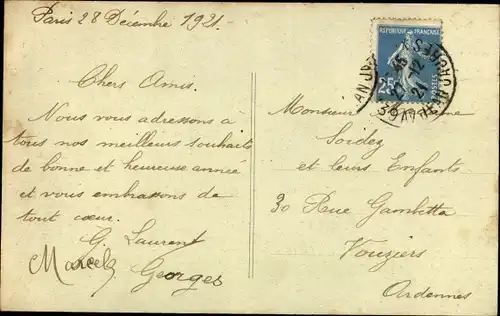 Paris 28 Décembre 1921.
Chers Amis.
Nous vous adressons à
tous nos meilleurs souhaits
de bonne et heureuse année
et vous embrassons de
tout cœur.
G. Laurent
Marcel Georges
REPUBLIQUE FRANÇAISE
25
Monsieur
Soidez
et leurs Enfants
30 Rue Gambetta
Vouziers
Ardennes